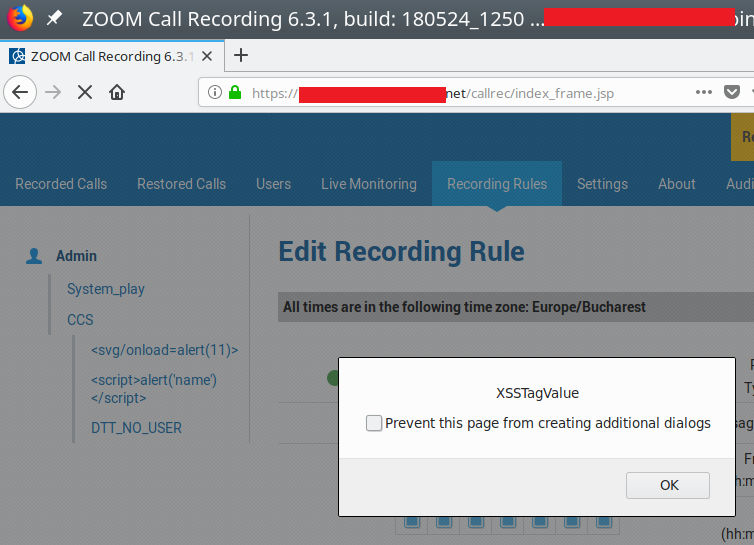 ZOOM Call Recording 6.3.1, build: 180524_1250 ...
ZOOM Call Recording 6.3.1
https:// net/callrec/index_frame.jsp
Recorded Calls Restored Calls Users Live Monitoring Recording Rules Settings About Audi
Admin
System_play
CCS
<svg/onload=alert(11)>
<script>alert('name')
</script>
DTT_NO_USER
Edit Recording Rule
All times are in the following time zone: Europe/Bucharest
XSSTagValue
Prevent this page from creating additional dialogs
OK
(hh:m